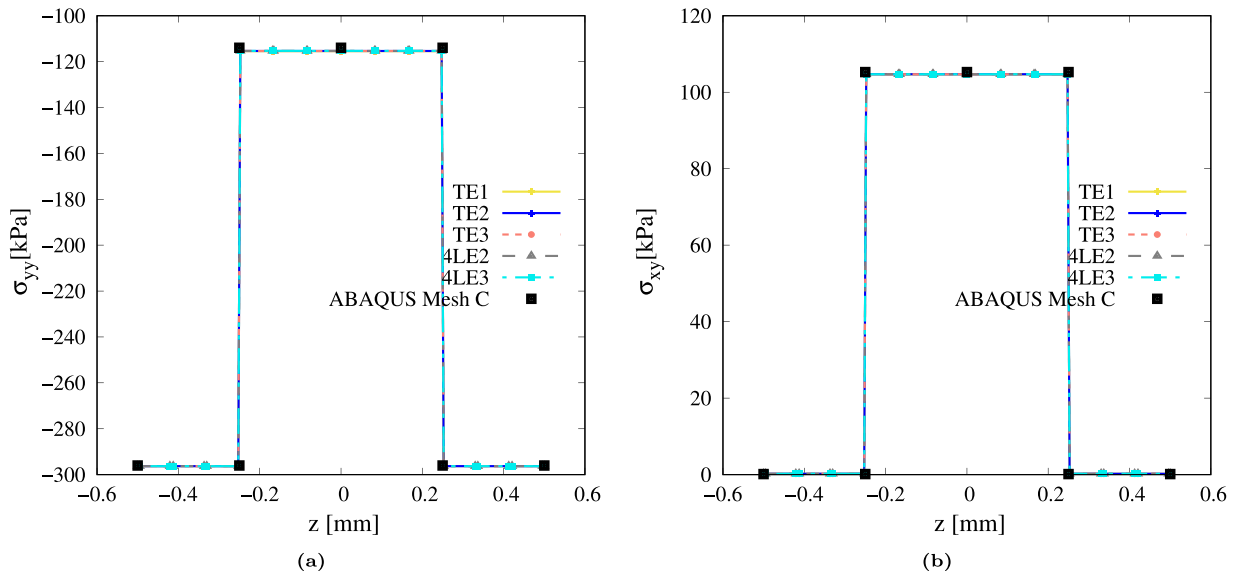 −100
−120
−140
−160
−180
−200
−220
−240
−260
−280
−300
σyy[kPa]
TE1
TE2
TE3
4LE2
4LE3
ABAQUS Mesh C
−0.6 −0.4 −0.2 0 0.2 0.4 0.6
z [mm]
(a)
120
100
80
60
40
20
0
σxy[kPa]
TE1
TE2
TE3
4LE2
4LE3
ABAQUS Mesh C
−0.6 −0.4 −0.2 0 0.2 0.4 0.6
z [mm]
(b)